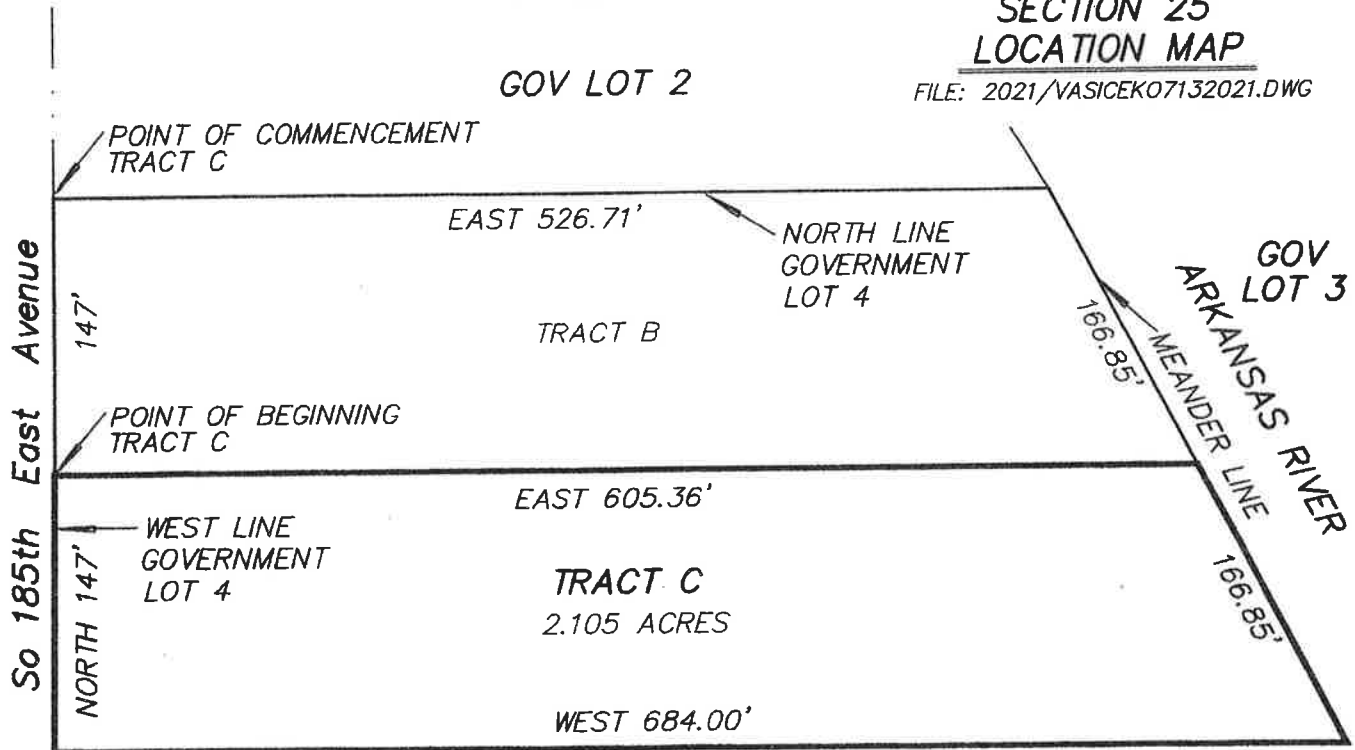 SECTION 25
LOCATION MAP
FILE: 2021/VASICEK07132021.DWG
GOV LOT 2
POINT OF COMMENCEMENT
TRACT C
EAST 526.71'
NORTH LINE
GOVERNMENT
LOT 4
GOV
LOT 3
ARKANSAS RIVER
MEANDER LINE
166.85'
147'
TRACT B
So 185th East Avenue
POINT OF BEGINNING
TRACT C
EAST 605.36'
WEST LINE
GOVERNMENT
LOT 4
NORTH 147'
TRACT C
2.105 ACRES
166.85'
WEST 684.00'